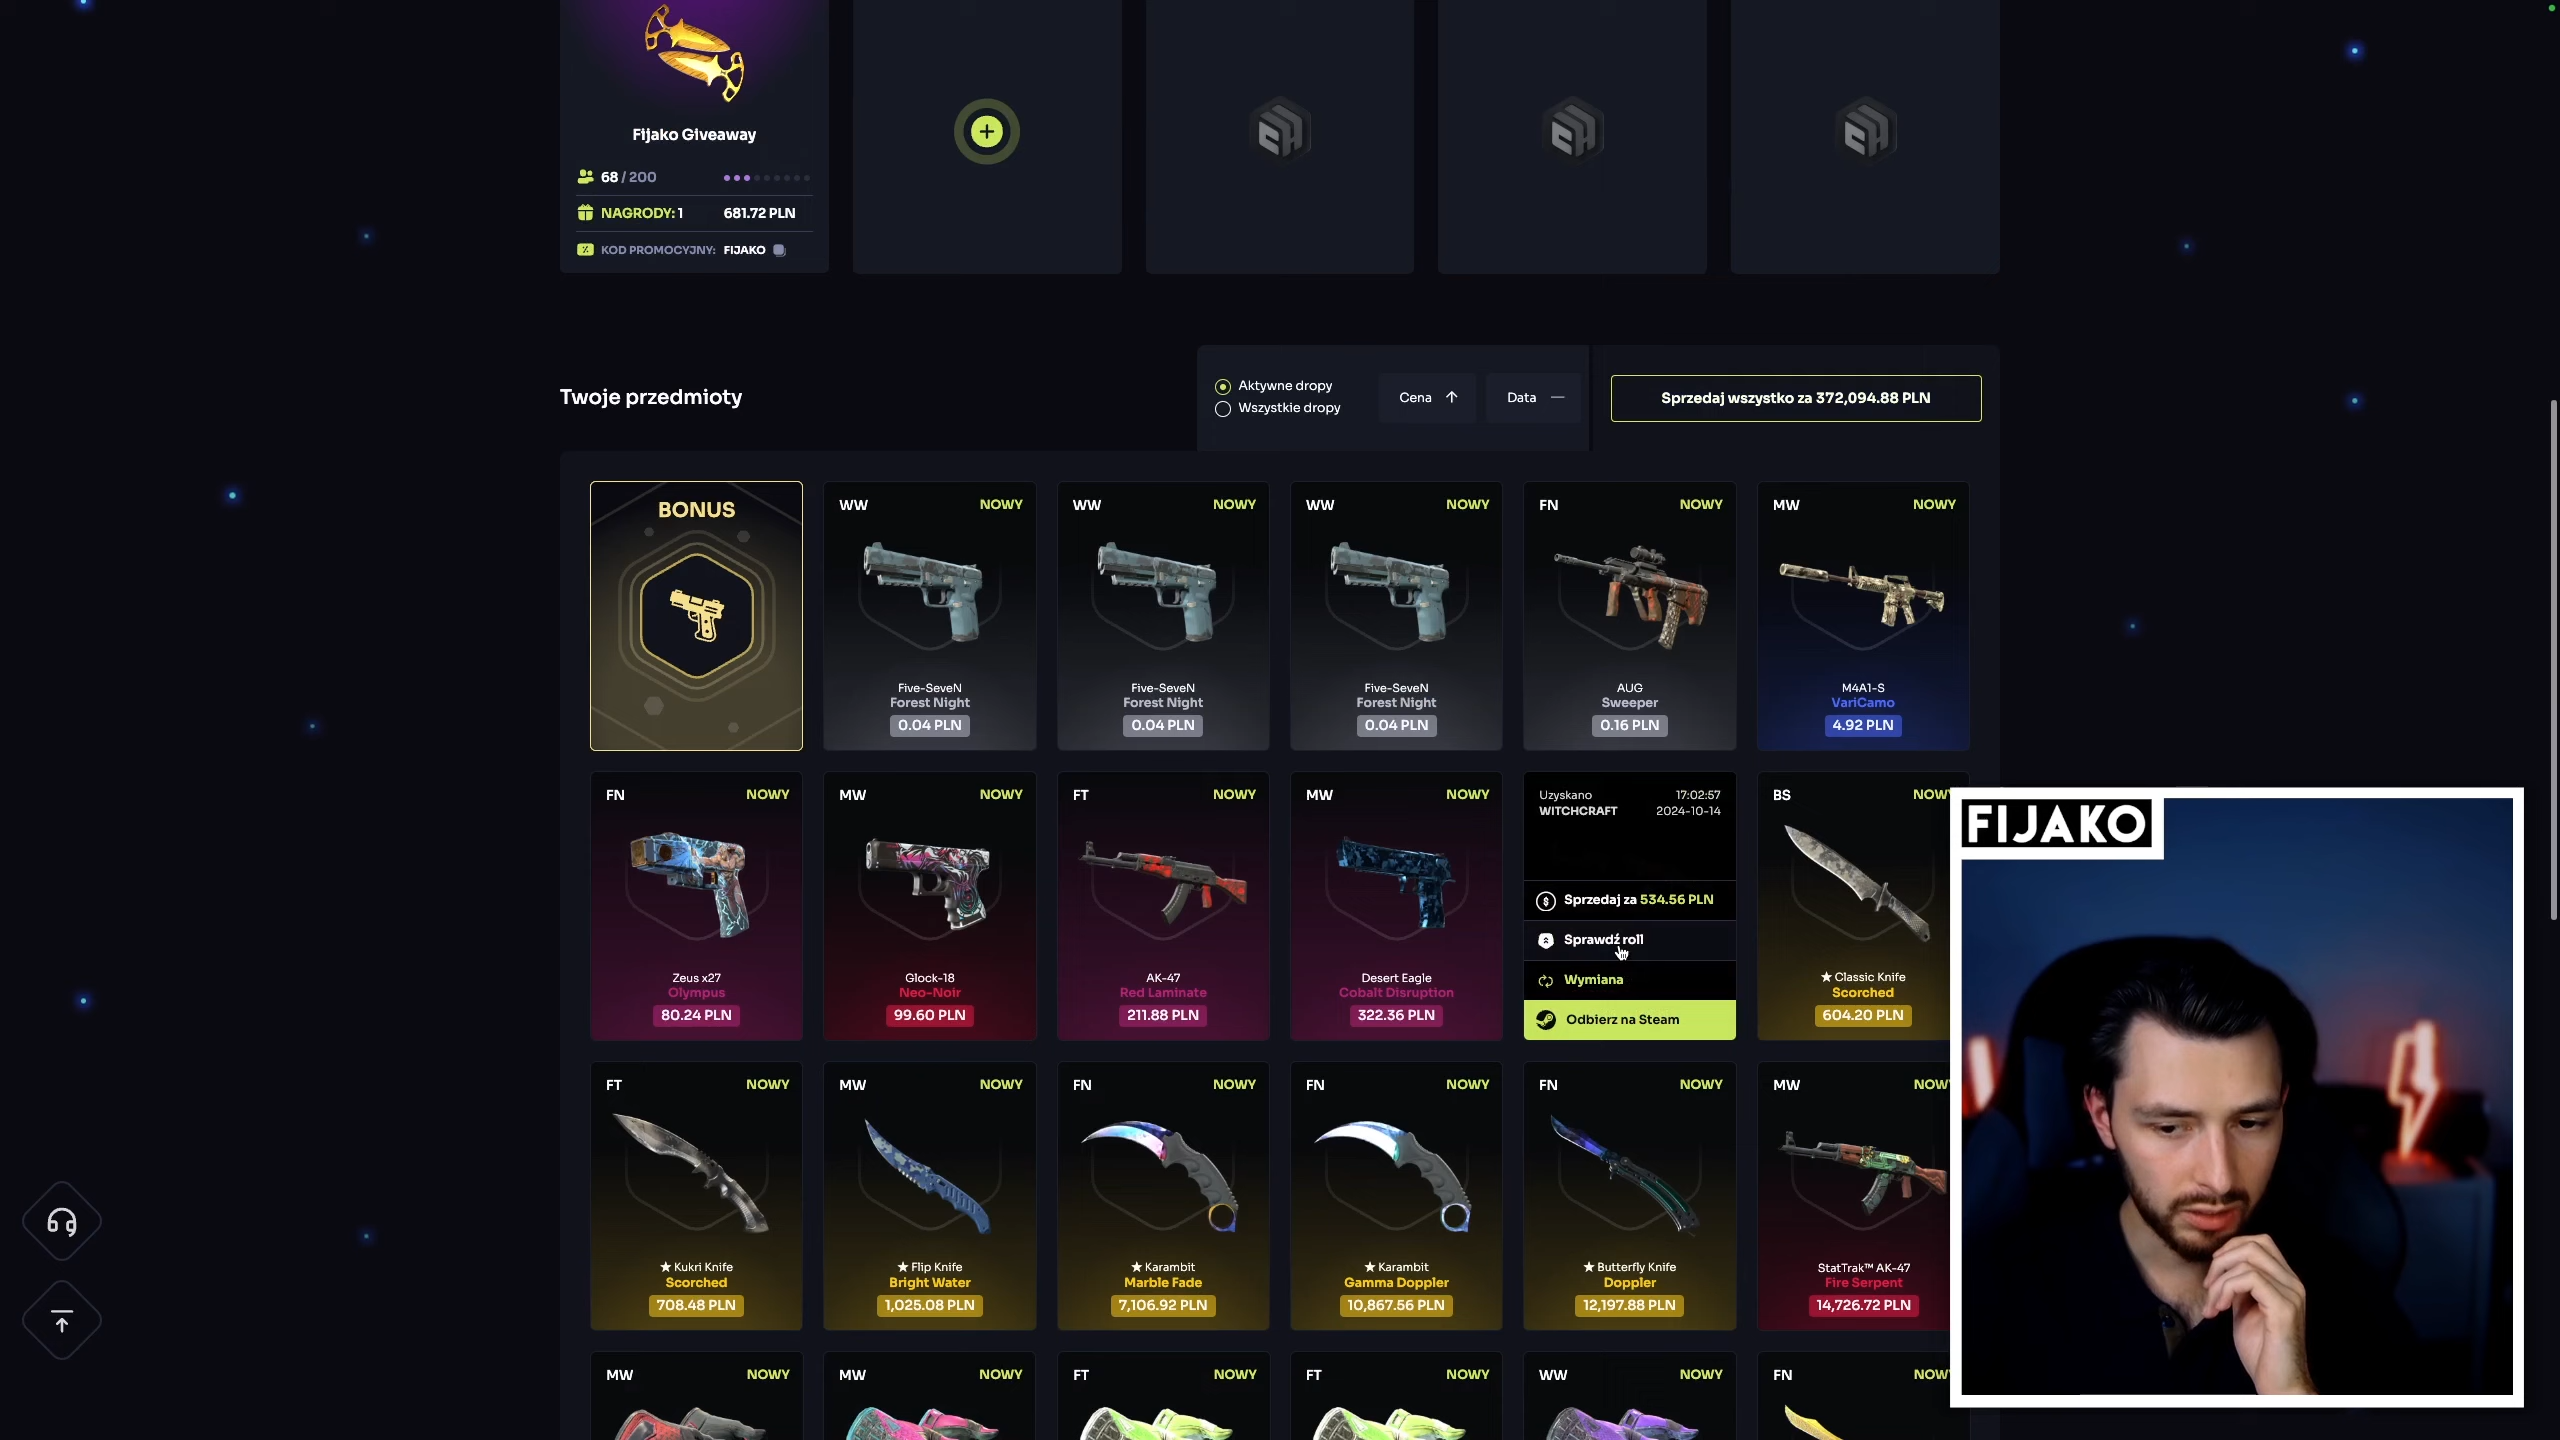 Fijako Giveaway
68 / 200
NAGRODY: 1 681.72 PLN
KOD PROMOCYJNY: FIJAKO
Twoje przedmioty
Aktywne dropy
Wszystkie dropy
Cena
Data
Sprzedaj wszystko za 372,094.88 PLN
BONUS
WW NOWY
Five-SeveN
Forest Night
0.04 PLN
WW NOWY
Five-SeveN
Forest Night
0.04 PLN
WW NOWY
Five-SeveN
Forest Night
0.04 PLN
FN NOWY
AUG
Sweeper
0.16 PLN
MW NOWY
M4A1-S
VariCamo
4.92 PLN
FN NOWY
Zeus x27
Olympus
80.24 PLN
MW NOWY
Glock-18
Neo-Noir
99.60 PLN
FT NOWY
AK-47
Red Laminate
211.88 PLN
MW NOWY
Desert Eagle
Cobalt Disruption
322.36 PLN
Uzyskano 17:02:57
WITCHCRAFT 2024-10-14
Sprzedaj za 534.56 PLN
Sprawdź roll
Wymiana
Odbierz na Steam
BS NOWY
★ Classic Knife
Scorched
604.20 PLN
FIJAKO
FT NOWY
★ Kukri Knife
Scorched
708.48 PLN
MW NOWY
★ Flip Knife
Bright Water
1,025.08 PLN
FN NOWY
★ Karambit
Marble Fade
7,106.92 PLN
FN NOWY
★ Karambit
Gamma Doppler
10,867.56 PLN
FN NOWY
★ Butterfly Knife
Doppler
12,197.88 PLN
MW NOWY
StatTrak™ AK-47
Fire Serpent
14,726.72 PLN
MW NOWY
MW NOWY
FT NOWY
FT NOWY
WW NOWY
FN NOWY